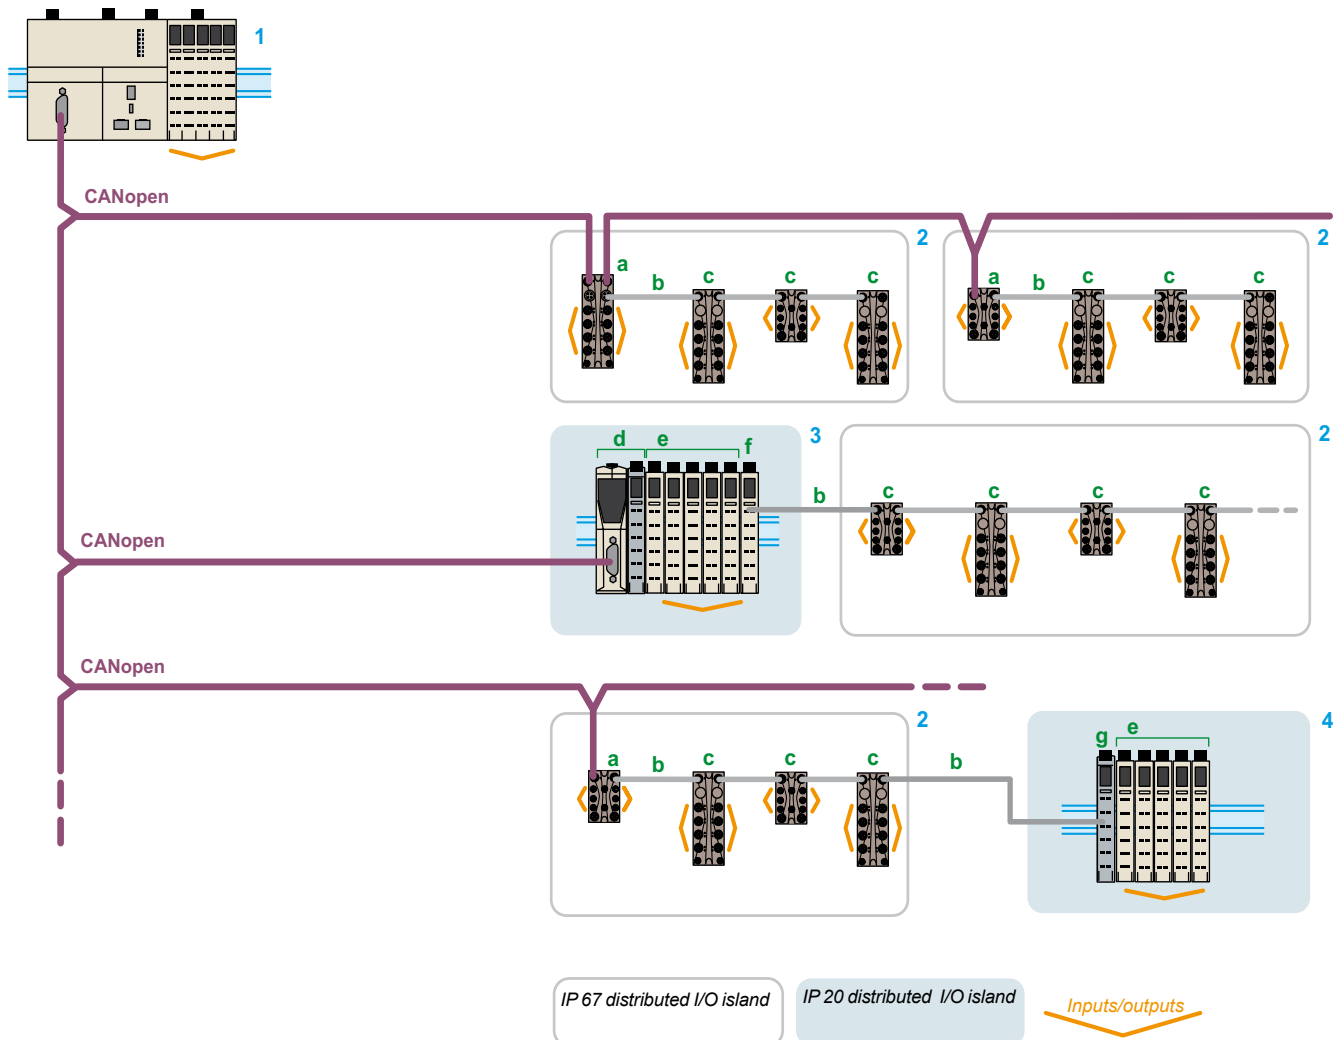 1
CANopen
2
2
a
b
c
c
c
a
b
c
c
c
3
2
d
e
f
b
c
c
c
c
CANopen
CANopen
2
4
a
b
c
c
c
b
g
e
IP 67 distributed I/O island
IP 20 distributed I/O island
Inputs/outputs